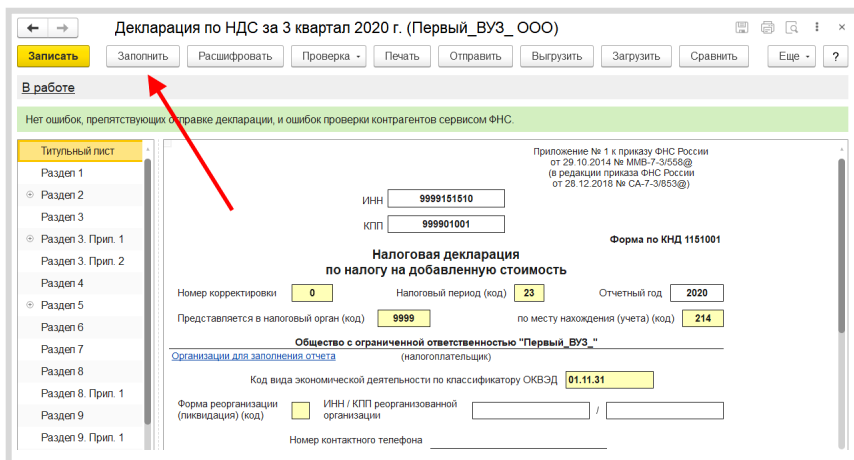 Декларация по НДС за 3 квартал 2020 г. (Первый_ВУЗ_ ООО)
Записать Заполнить Расшифровать Проверка Печать Отправить Выгрузить Загрузить Сравнить Еще ?
В работе
Нет ошибок, препятствующих отправке декларации, и ошибок проверки контрагентов сервисом ФНС.
Титульный лист
Раздел 1
Раздел 2
Раздел 3
Раздел 3. Прил. 1
Раздел 3. Прил. 2
Раздел 4
Раздел 5
Раздел 6
Раздел 7
Раздел 8
Раздел 8. Прил. 1
Раздел 9
Раздел 9. Прил. 1
Приложение № 1 к приказу ФНС России
от 29.10.2014 № ММВ-7-3/558@)
(в редакции приказа ФНС России
от 28.12.2018 № СА-7-3/853@)
ИНН 9999151510
КПП 999901001
Форма по КНД 1151001
Налоговая декларация
по налогу на добавленную стоимость
Номер корректировки 0 Налоговый период (код) 23 Отчетный год 2020
Представляется в налоговый орган (код) 9999 по месту нахождения (учета) (код) 214
Общество с ограниченной ответственностью "Первый_ВУЗ_"
Организации для заполнения отчета (налогоплательщик)
Код вида экономической деятельности по классификатору ОКВЭД 01.11.31
Форма реорганизации (ликвидация) (код) ИНН / КПП реорганизованной организации /
Номер контактного телефона